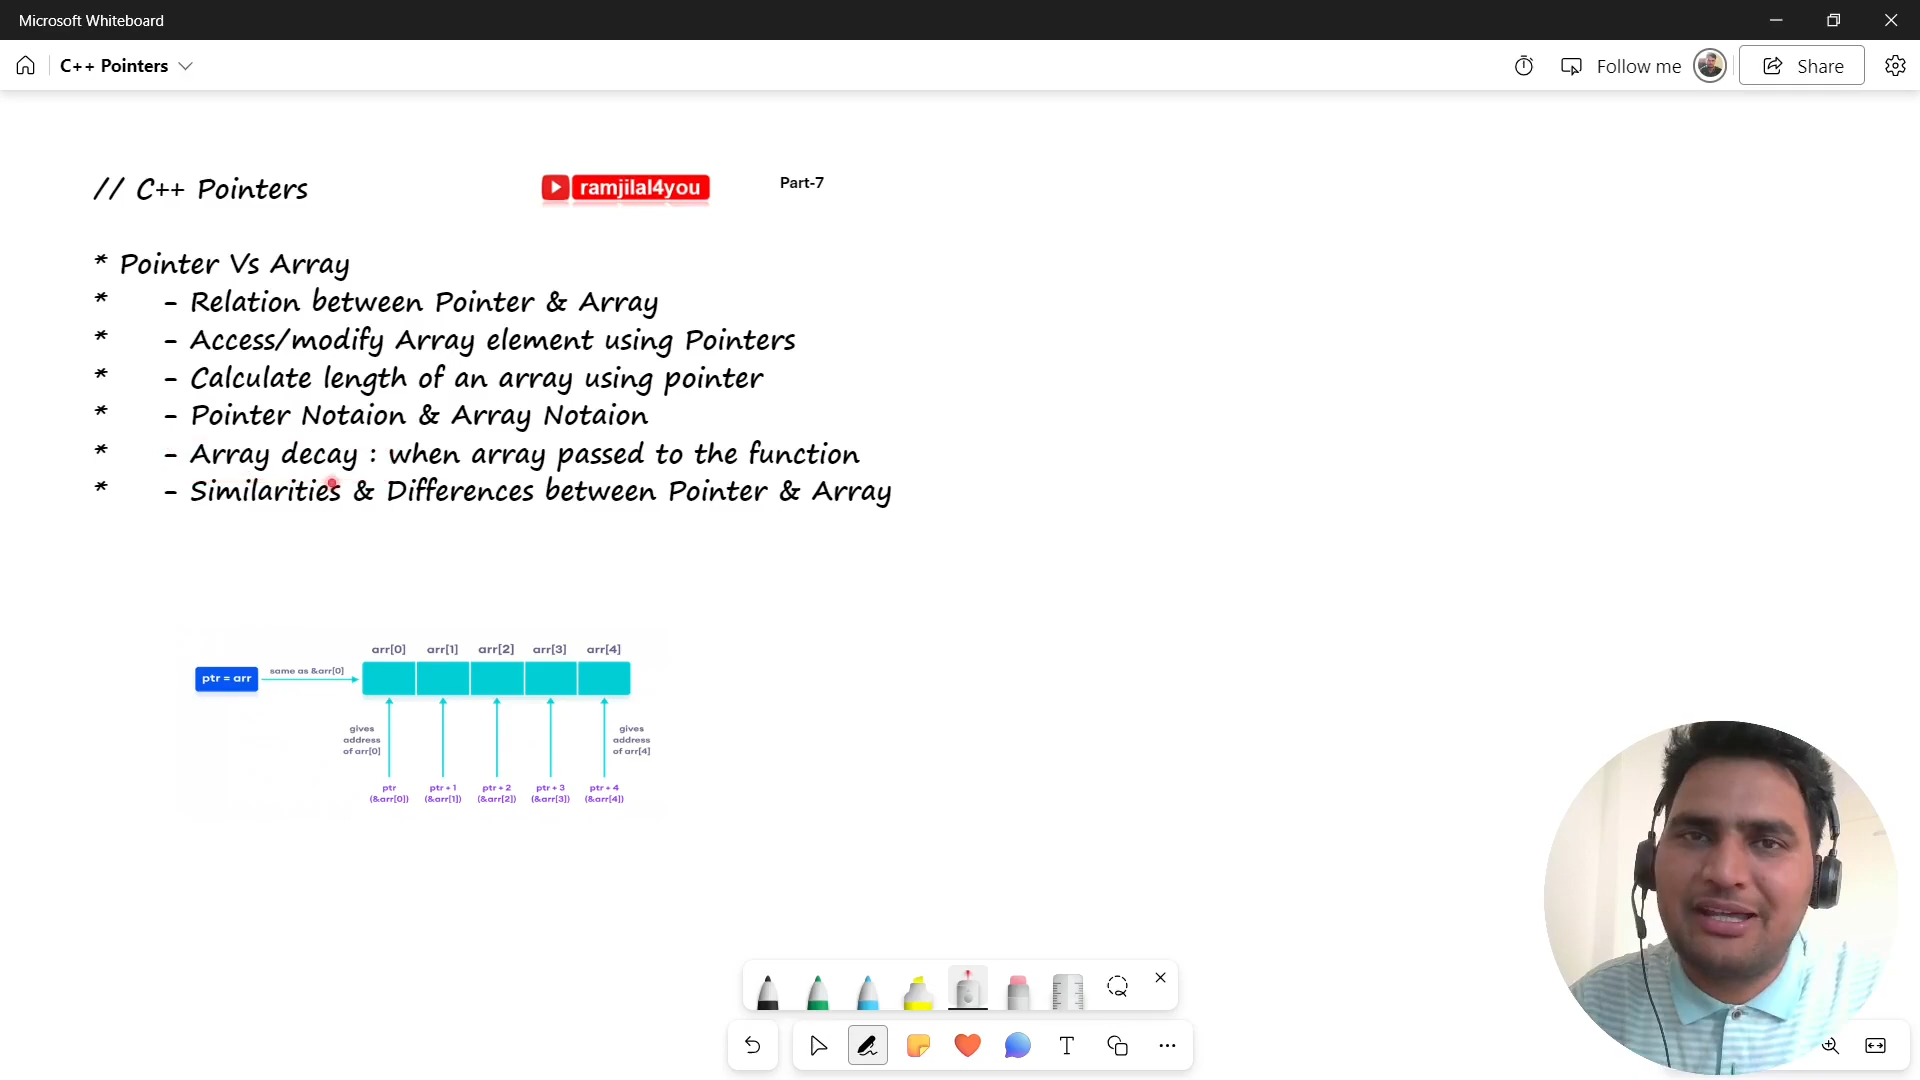 Microsoft Whiteboard
C++ Pointers
Follow me
Share
// C++ Pointers
ramjilal4you
Part-7
* Pointer Vs Array
* - Relation between Pointer & Array
* - Access/modify Array element using Pointers
* - Calculate length of an array using pointer
* - Pointer Notaion & Array Notaion
* - Array decay : when array passed to the function
* - Similarities & Differences between Pointer & Array
arr[0] arr[1] arr[2] arr[3] arr[4]
ptr = arr
same as &arr[0]
gives
address
of arr[0]
gives
address
of arr[4]
ptr ptr + 1 ptr + 2 ptr + 3 ptr + 4
(&arr[0]) (&arr[1]) (&arr[2]) (&arr[3]) (&arr[4])